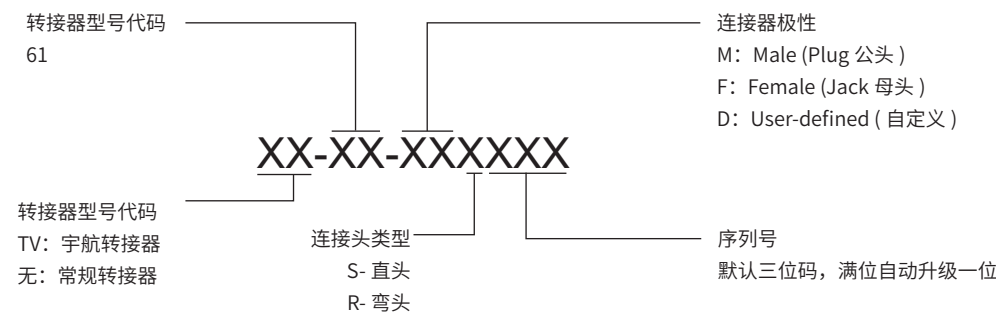 转接器型号代码
61
连接器极性
M：Male (Plug 公头 )
F：Female (Jack 母头 )
D：User-defined ( 自定义 )
XX-XX-XXXXXX
转接器型号代码
TV：宇航转接器
无：常规转接器
连接头类型
S- 直头
R- 弯头
序列号
默认三位码，满位自动升级一位